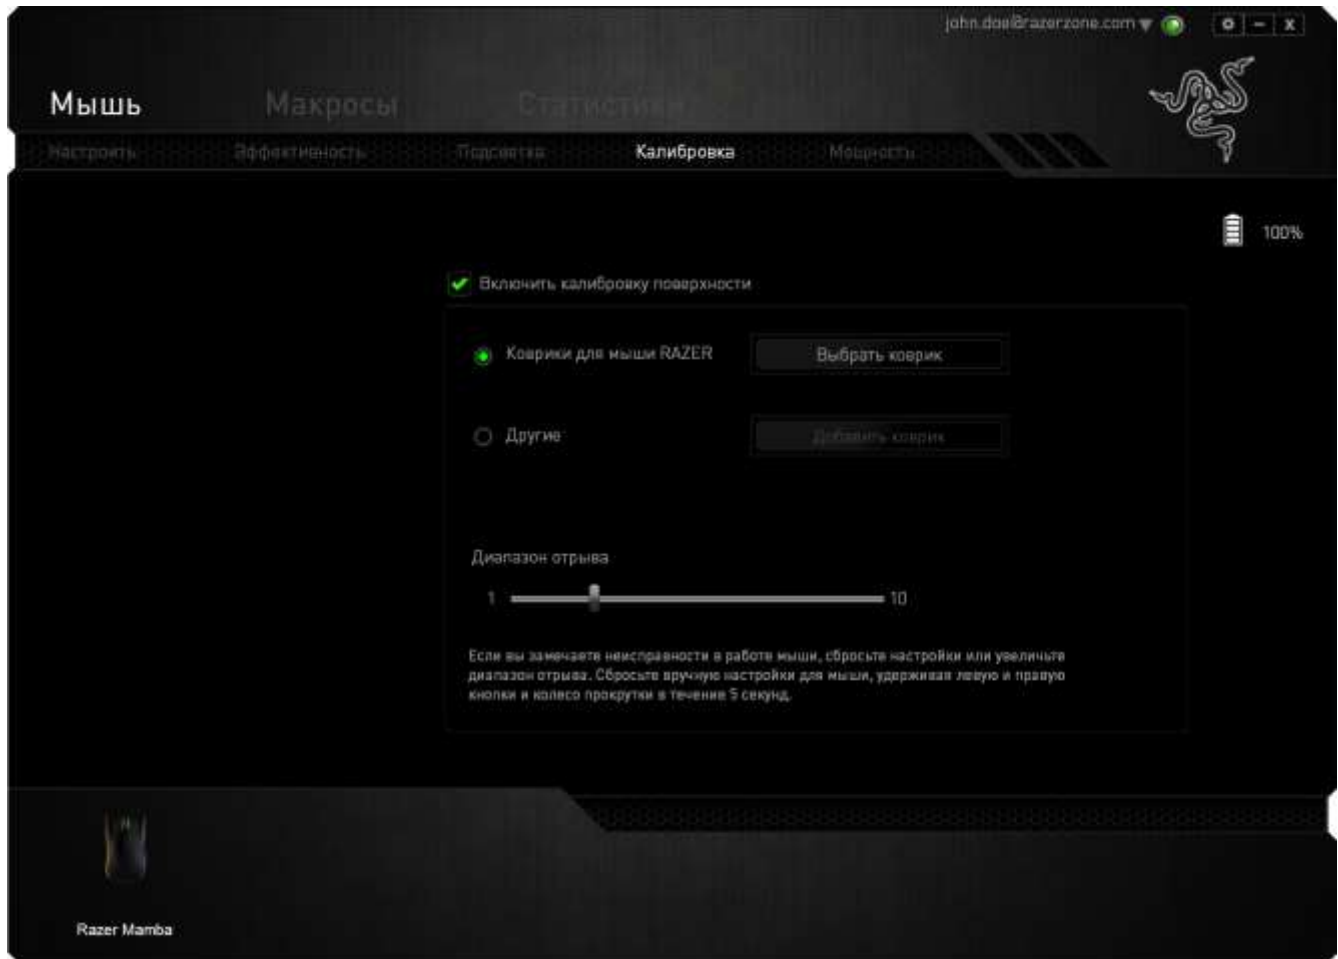 john.doe@razerzone.com
Мышь Макросы Статистики
Настроить Эффективность Подсветка Калибровка Мощность
100%
Включить калибровку поверхности
Коврики для мыши RAZER Выбрать коврик
Другие Добавить коврик
Диапазон отрыва
1 10
Если вы замечаете неисправности в работе мыши, сбросьте настройки или увеличьте
диапазон отрыва. Сбросьте вручную настройки для мыши, удерживая левую и правую
кнопки и колесо прокрутки в течение 5 секунд.
Razer Mamba